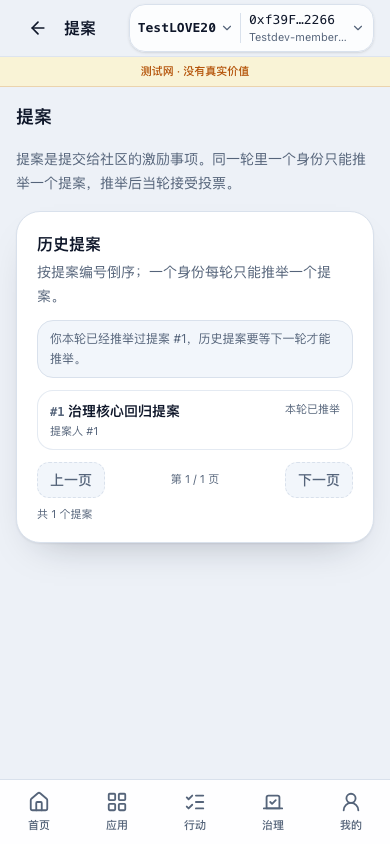 提案
TestLOVE20
0xf39F…2266
Testdev-member…
测试网 · 没有真实价值
提案
提案是提交给社区的激励事项。同一轮里一个身份只能推
举一个提案，推举后当轮接受投票。
历史提案
按提案编号倒序；一个身份每轮只能推举一个提
案。
你本轮已经推举过提案 #1，历史提案要等下一轮才能
推举。
#1 治理核心回归提案
本轮已推举
提案人 #1
上一页
第 1 / 1 页
下一页
共 1 个提案
首页
应用
行动
治理
我的